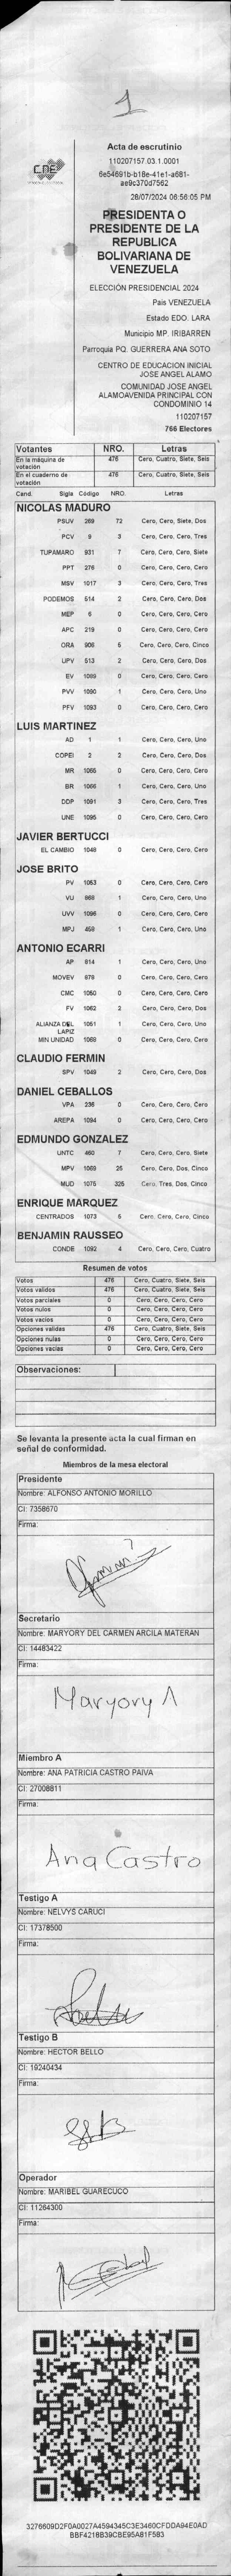 1
CNE
Acta de escrutinio
110207157.03.1.0001
6e54691b-b18e-41e1-a681-
ae9c370d7562
28/07/2024 06:56:05 PM
PRESIDENTA O
PRESIDENTE DE LA
REPUBLICA
BOLIVARIANA DE
VENEZUELA
ELECCIÓN PRESIDENCIAL 2024
Pais VENEZUELA
Estado EDO. LARA
Municipio MP. IRIBARREN
Parroquia PQ. GUERRERA ANA SOTO
CENTRO DE EDUCACION INICIAL
JOSE ANGEL ALAMO
COMUNIDAD JOSE ANGEL
ALAMOAVENIDA PRINCIPAL CON
CONDOMINIO 14
110207157
766 Electores
Votantes NRO. Letras
En la máquina de votación 476 Cero, Cuatro, Siete, Seis
En el cuaderno de votación 476 Cero, Cuatro, Siete, Seis
Cand. Sigla Código NRO. Letras
NICOLAS MADURO
PSUV 269 72 Cero, Cero, Siete, Dos
PCV 9 3 Cero, Cero, Cero, Tres
TUPAMARO 931 7 Cero, Cero, Cero, Siete
PPT 276 0 Cero, Cero, Cero, Cero
MSV 1017 3 Cero, Cero, Cero, Tres
PODEMOS 514 2 Cero, Cero, Cero, Dos
MEP 6 0 Cero, Cero, Cero, Cero
APC 219 0 Cero, Cero, Cero, Cero
ORA 906 5 Cero, Cero, Cero, Cinco
UPV 513 2 Cero, Cero, Cero, Dos
EV 1089 0 Cero, Cero, Cero, Cero
PVV 1090 1 Cero, Cero, Cero, Uno
PFV 1093 0 Cero, Cero, Cero, Cero
LUIS MARTINEZ
AD 1 1 Cero, Cero, Cero, Uno
COPEI 2 2 Cero, Cero, Cero, Dos
MR 1065 0 Cero, Cero, Cero, Cero
BR 1066 1 Cero, Cero, Cero, Uno
DDP 1091 3 Cero, Cero, Cero, Tres
UNE 1095 0 Cero, Cero, Cero, Cero
JAVIER BERTUCCI
EL CAMBIO 1048 0 Cero, Cero, Cero, Cero
JOSE BRITO
PV 1053 0 Cero, Cero, Cero, Cero
VU 868 1 Cero, Cero, Cero, Uno
UVV 1096 0 Cero, Cero, Cero, Cero
MPJ 458 1 Cero, Cero, Cero, Uno
ANTONIO ECARRI
AP 814 1 Cero, Cero, Cero, Uno
MOVEV 878 0 Cero, Cero, Cero, Cero
CMC 1050 0 Cero, Cero, Cero, Cero
FV 1062 2 Cero, Cero, Cero, Dos
ALIANZA DEL LAPIZ 1051 1 Cero, Cero, Cero, Uno
MIN UNIDAD 1068 0 Cero, Cero, Cero, Cero
CLAUDIO FERMIN
SPV 1049 2 Cero, Cero, Cero, Dos
DANIEL CEBALLOS
VPA 236 0 Cero, Cero, Cero, Cero
AREPA 1094 0 Cero, Cero, Cero, Cero
EDMUNDO GONZALEZ
UNTC 460 7 Cero, Cero, Cero, Siete
MPV 1069 25 Cero, Cero, Dos, Cinco
MUD 1075 325 Cero, Tres, Dos, Cinco
ENRIQUE MARQUEZ
CENTRADOS 1073 5 Cero, Cero, Cero, Cinco
BENJAMIN RAUSSEO
CONDE 1092 4 Cero, Cero, Cero, Cuatro
Resumen de votos
Votos 476 Cero, Cuatro, Siete, Seis
Votos validos 476 Cero, Cuatro, Siete, Seis
Votos parciales 0 Cero, Cero, Cero, Cero
Votos nulos 0 Cero, Cero, Cero, Cero
Votos vacios 0 Cero, Cero, Cero, Cero
Opciones validas 476 Cero, Cuatro, Siete, Seis
Opciones nulas 0 Cero, Cero, Cero, Cero
Opciones vacias 0 Cero, Cero, Cero, Cero
Observaciones:
Se levanta la presente acta la cual firman en
señal de conformidad.
Miembros de la mesa electoral
Presidente
Nombre: ALFONSO ANTONIO MORILLO
CI: 7358670
Firma:
Secretario
Nombre: MARYORY DEL CARMEN ARCILA MATERAN
CI: 14483422
Firma:
Maryory A
Miembro A
Nombre: ANA PATRICIA CASTRO PAIVA
CI: 27008811
Firma:
Ana Castro
Testigo A
Nombre: NELVYS CARUCI
CI: 17378500
Firma:
Testigo B
Nombre: HECTOR BELLO
CI: 19240434
Firma:
Operador
Nombre: MARIBEL GUARECUCO
CI: 11264300
Firma:
3276609D2F0A0027A4594345C3E3460CFDDA94E0AD
BBF4218B39CBE95A81F583